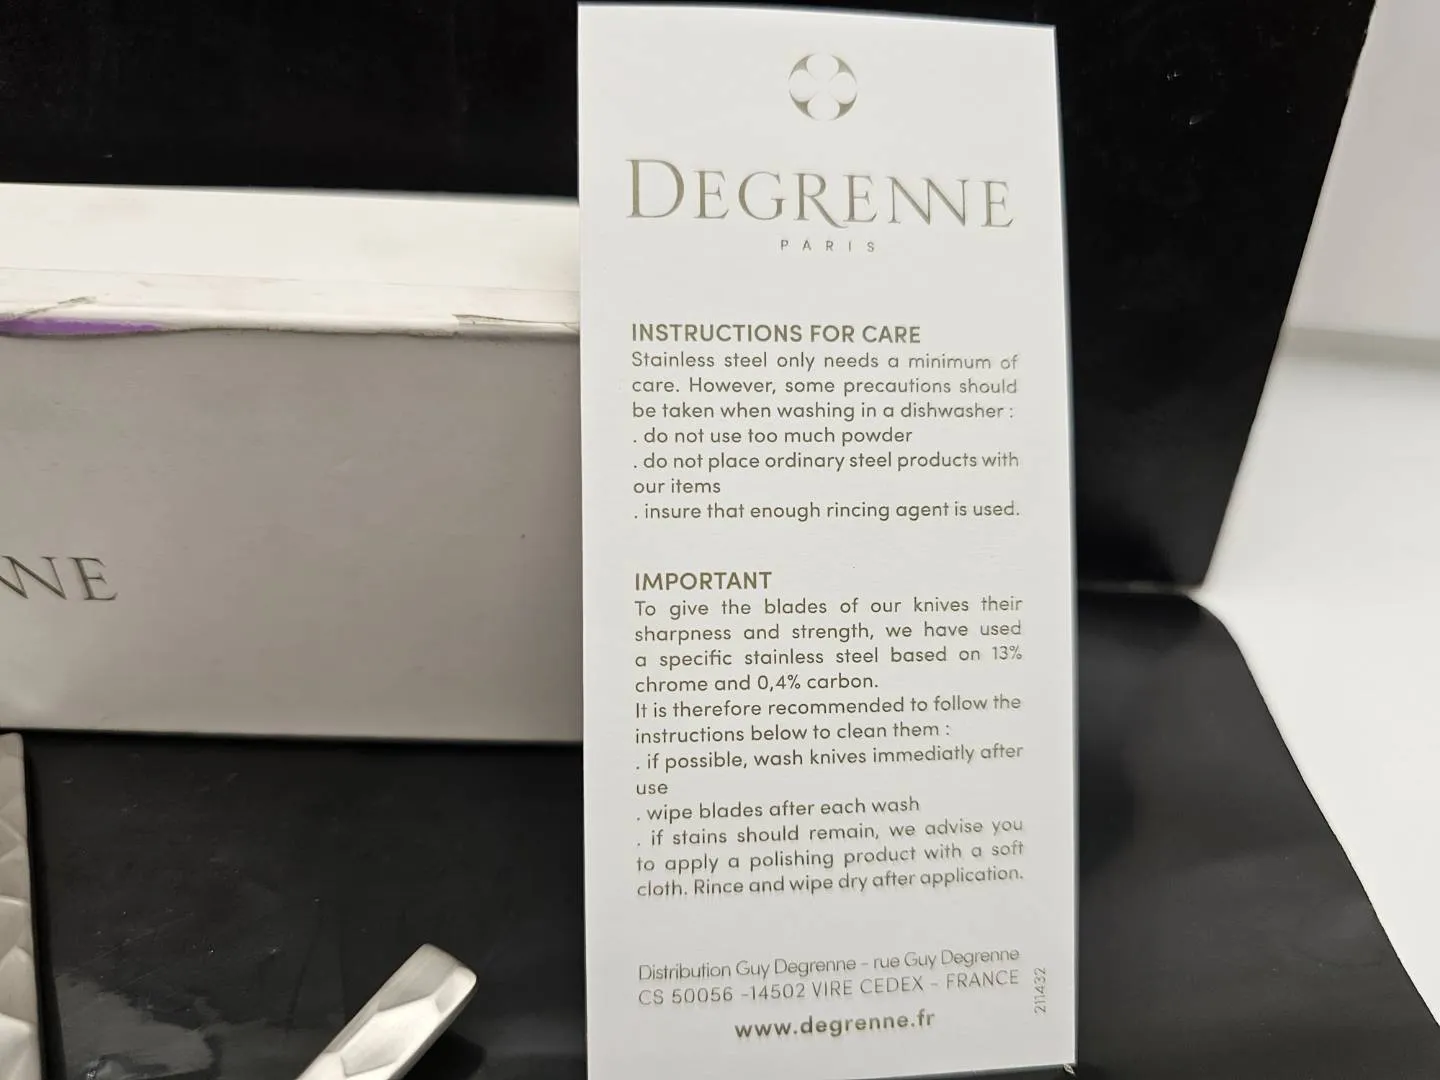 DEGRENNE
PARIS
INSTRUCTIONS FOR CARE
Stainless steel only needs a minimum of
care. However, some precautions should
be taken when washing in a dishwasher :
. do not use too much powder
. do not place ordinary steel products with
our items
. insure that enough rincing agent is used.
IMPORTANT
To give the blades of our knives their
sharpness and strength, we have used
a specific stainless steel based on 13%
chrome and 0,4% carbon.
It is therefore recommended to follow the
instructions below to clean them :
. if possible, wash knives immediatly after
use
. wipe blades after each wash
. if stains should remain, we advise you
to apply a polishing product with a soft
cloth. Rince and wipe dry after application.
Distribution Guy Degrenne - rue Guy Degrenne
CS 50056 -14502 VIRE CEDEX - FRANCE
www.degrenne.fr
211432
NNE